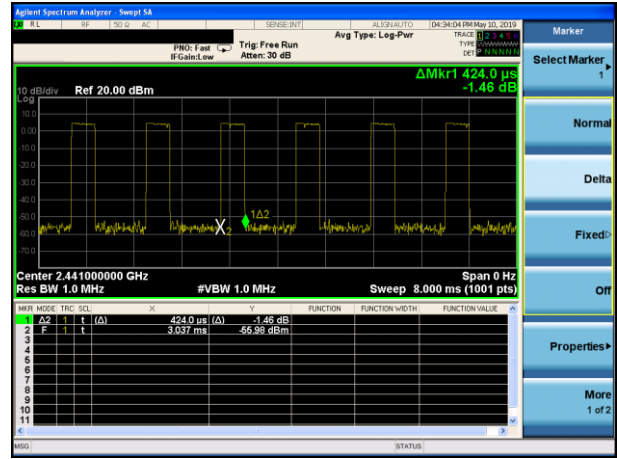 Agilent Spectrum Analyzer - Swept SA
RL RF 50 Ω AC SENSE:INT ALIGNAUTO 04:34:04 PM May 10, 2019
Marker
PNO: Fast
IFGain:Low
Trig: Free Run
Atten: 30 dB
Avg Type: Log-Pwr
TRACE 1 2 3 4 5 6
TYPE
DET P N N N N N
Select Marker
1
ΔMkr1 424.0 µs
-1.46 dB
10 dB/div Ref 20.00 dBm
Log
10.0
0.00
-10.0
-20.0
-30.0
-40.0
-50.0
-60.0
-70.0
X2
1Δ2
Normal
Delta
Fixed
Off
Properties
More
1 of 2
Center 2.441000000 GHz Span 0 Hz
Res BW 1.0 MHz #VBW 1.0 MHz Sweep 8.000 ms (1001 pts)
MKR MODE TRC SCL X Y FUNCTION FUNCTION WIDTH FUNCTION VALUE
1 Δ2 1 t (Δ) 424.0 µs (Δ) -1.46 dB
2 F 1 t 3.037 ms -55.98 dBm
3
4
5
6
7
8
9
10
11
MSG STATUS